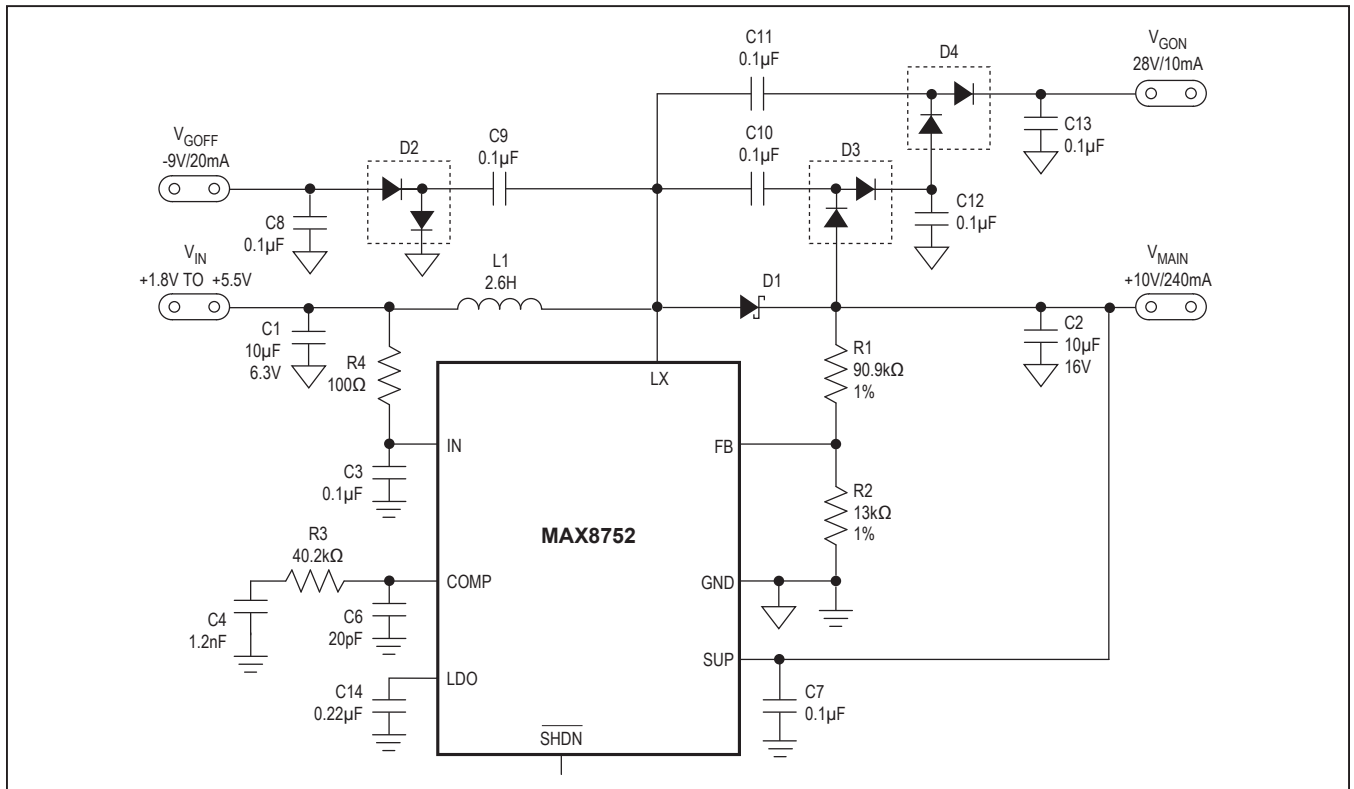 C11
0.1µF
D4
VGON
28V/10mA
C13
0.1µF
C10
0.1µF
D3
C12
0.1µF
VGOFF
-9V/20mA
D2
C9
0.1µF
C8
0.1µF
VIN
+1.8V TO +5.5V
L1
2.6H
D1
VMAIN
+10V/240mA
C1
10µF
6.3V
R4
100Ω
LX
R1
90.9kΩ
1%
C2
10µF
16V
IN
FB
C3
0.1µF
R2
13kΩ
1%
MAX8752
R3
40.2kΩ
COMP
GND
C4
1.2nF
C6
20pF
SUP
LDO
C14
0.22µF
C7
0.1µF
SHDN